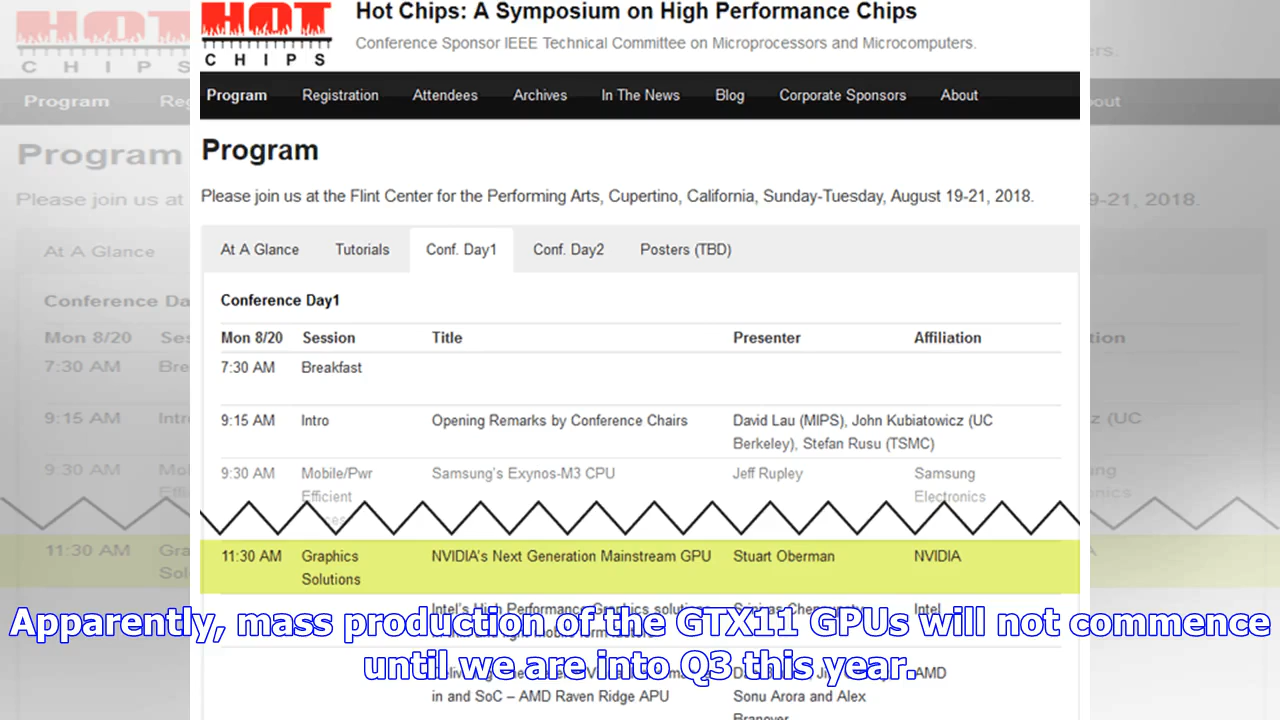 HOT
CHIPS
Hot Chips: A Symposium on High Performance Chips
Conference Sponsor IEEE Technical Committee on Microprocessors and Microcomputers.
Program Registration Attendees Archives In The News Blog Corporate Sponsors About
Program
Please join us at the Flint Center for the Performing Arts, Cupertino, California, Sunday-Tuesday, August 19-21, 2018.
At A Glance Tutorials Conf. Day1 Conf. Day2 Posters (TBD)
Conference Day1
Mon 8/20 Session Title Presenter Affiliation
7:30 AM Breakfast
9:15 AM Intro Opening Remarks by Conference Chairs David Lau (MIPS), John Kubiatowicz (UC
Berkeley), Stefan Rusu (TSMC)
9:30 AM Mobile/Pwr Samsung's Exynos-M3 CPU Jeff Rupley Samsung
Efficient Electronics
11:30 AM Graphics NVIDIA's Next Generation Mainstream GPU Stuart Oberman NVIDIA
Solutions
Intel's High Performance Graphics solutions Intel
Apparently, mass production of the GTX11 GPUs will not commence
until we are into Q3 this year.
AMD
in and SoC – AMD Raven Ridge APU Sonu Arora and Alex